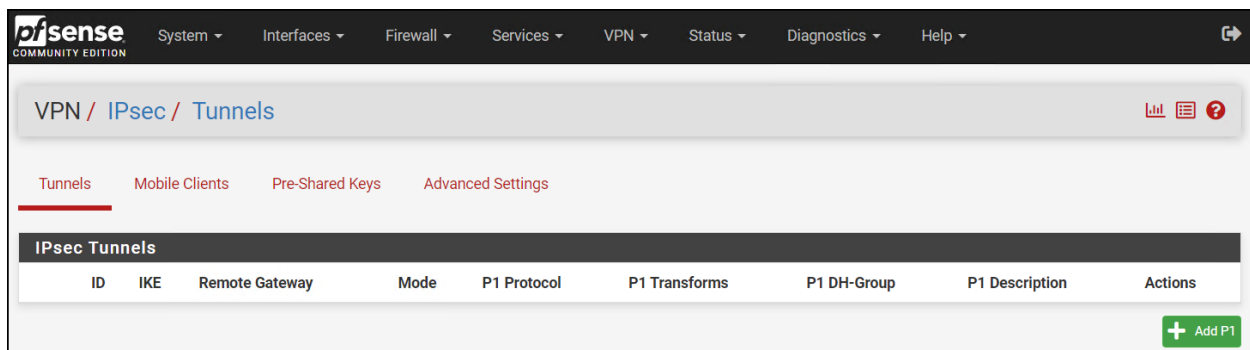 pfsense System Interfaces Firewall Services VPN Status Diagnostics Help
COMMUNITY EDITION
VPN / IPsec / Tunnels
Tunnels Mobile Clients Pre-Shared Keys Advanced Settings
IPsec Tunnels
ID IKE Remote Gateway Mode P1 Protocol P1 Transforms P1 DH-Group P1 Description Actions
+ Add P1